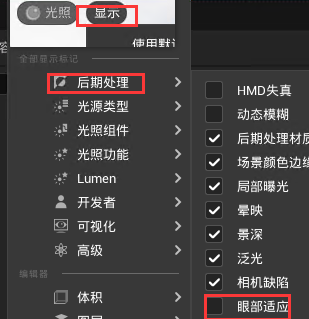 光照 显示
容
使用默
全部显示标记
后期处理
光源类型
光照组件
光照功能
Lumen
开发者
可视化
高级
编辑器
体积
HMD失真
动态模糊
后期处理材
场景颜色边
局部曝光
晕映
景深
泛光
相机缺陷
眼部适应